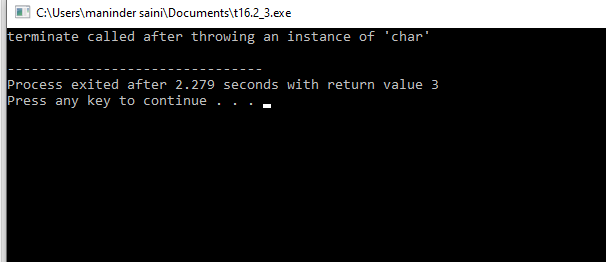 C:\Users\maninder saini\Documents\t16.2_3.exe
terminate called after throwing an instance of 'char'
--------------------------------
Process exited after 2.279 seconds with return value 3
Press any key to continue . . .